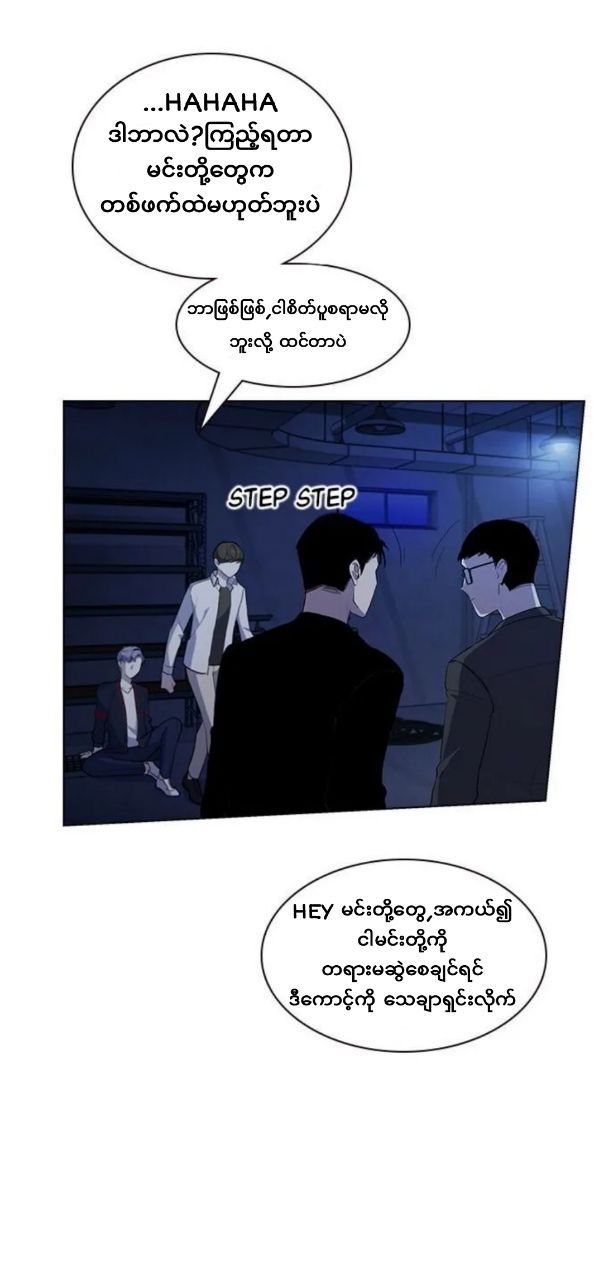 ...HAHAHA
ဒါဘာလဲ?ကြည့်ရတာ
မင်းတို့တွေက
တစ်ဖက်ထဲမဟုတ်ဘူးပဲ
ဘာဖြစ်ဖြစ်,ငါစိတ်ပူစရာမလို
ဘူးလို့ ထင်တာပဲ
STEP STEP
HEY မင်းတို့တွေ,အကယ်၍
ငါမင်းတို့ကို
တရားမဆွဲစေချင်ရင်
ဒီကောင့်ကို သေချာရှင်းလိုက်